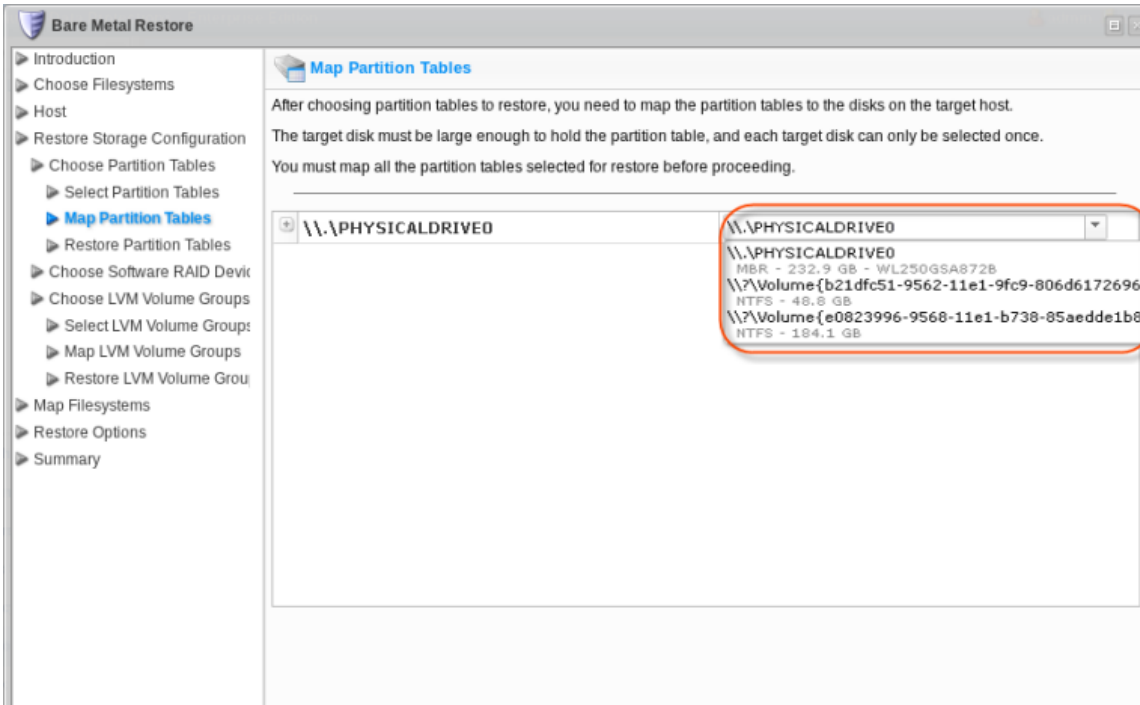 Bare Metal Restore
Introduction
Choose Filesystems
Host
Restore Storage Configuration
Choose Partition Tables
Select Partition Tables
Map Partition Tables
Restore Partition Tables
Choose Software RAID Devic
Choose LVM Volume Groups
Select LVM Volume Groups
Map LVM Volume Groups
Restore LVM Volume Grou
Map Filesystems
Restore Options
Summary
Map Partition Tables
After choosing partition tables to restore, you need to map the partition tables to the disks on the target host.
The target disk must be large enough to hold the partition table, and each target disk can only be selected once.
You must map all the partition tables selected for restore before proceeding.
\\.\PHYSICALDRIVE0
\\.\PHYSICALDRIVE0
\\.\PHYSICALDRIVE0
MBR - 232.9 GB - WL250GSA872B
\\?\Volume{b21dfc51-9562-11e1-9fc9-806d6172696
NTFS - 48.8 GB
\\?\Volume{e0823996-9568-11e1-b738-85aedde1b8
NTFS - 184.1 GB